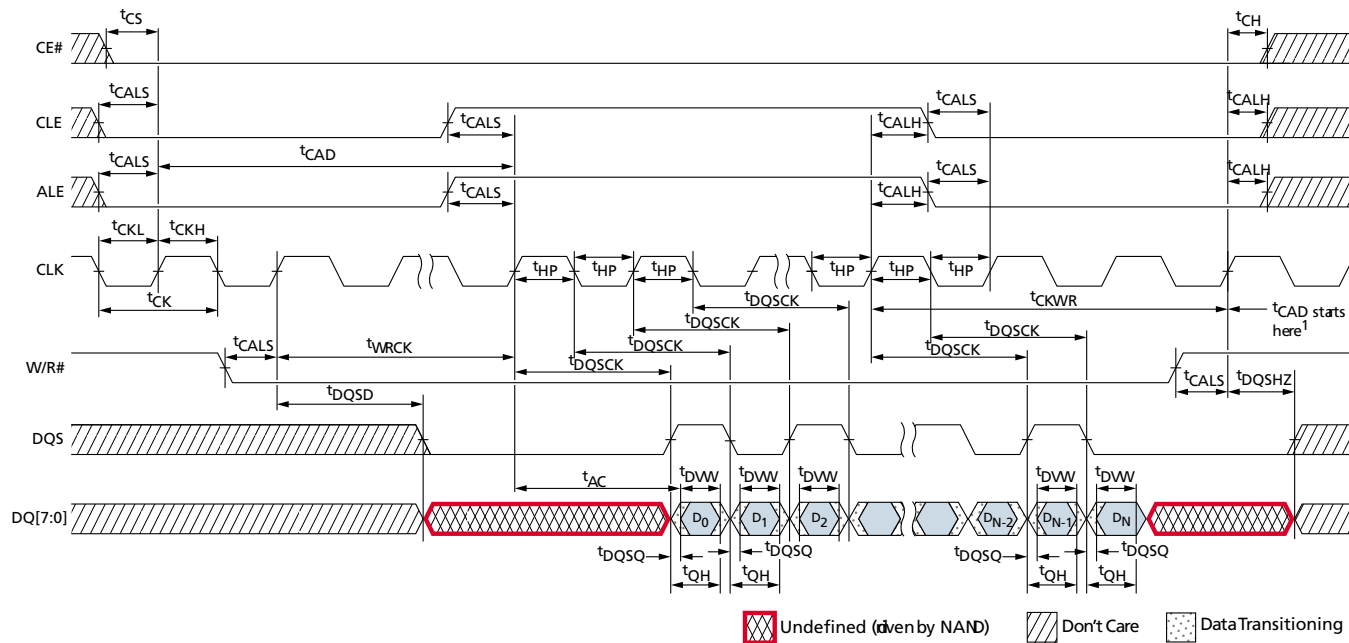 tCS tCH
CE#
tCALS tCALS tCALH
CLE tCALS tCALH
tCAD
tCALS tCALS tCALH
ALE tCALS tCALH
tCKL tCKH
CLK tHP tHP tHP tHP tHP tHP
tCK tDQSCK tCKWR tCAD starts
here1
tDQSCK tDQSCK
tCALS tWRCK tDQSCK tDQSCK
W/R# tDQSCK
tDQSD tCALS tDQSHZ
DQS
tAC tDVW tDVW tDVW tDVW tDVW
DQ[7:0] D0 D1 D2 DN-2 DN-1 DN
tDQSQ tDQSQ tDQSQ tDQSQ
tQH tQH tQH tQH
Undefined (driven by NAND) Don't Care Data Transitioning